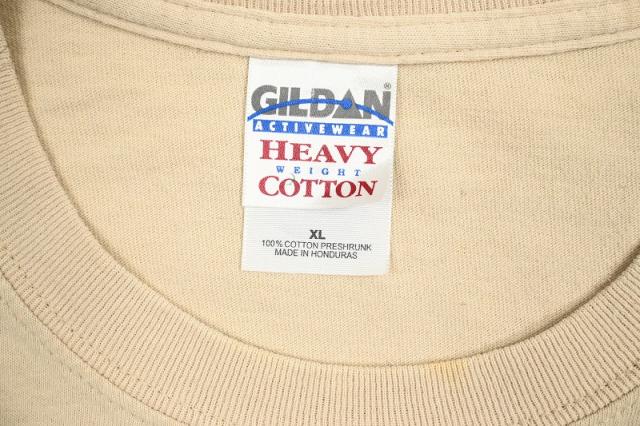 GILDAN®
ACTIVEWEAR
HEAVY
WEIGHT
COTTON
XL
100% COTTON PRESHRUNK
MADE IN HONDURAS